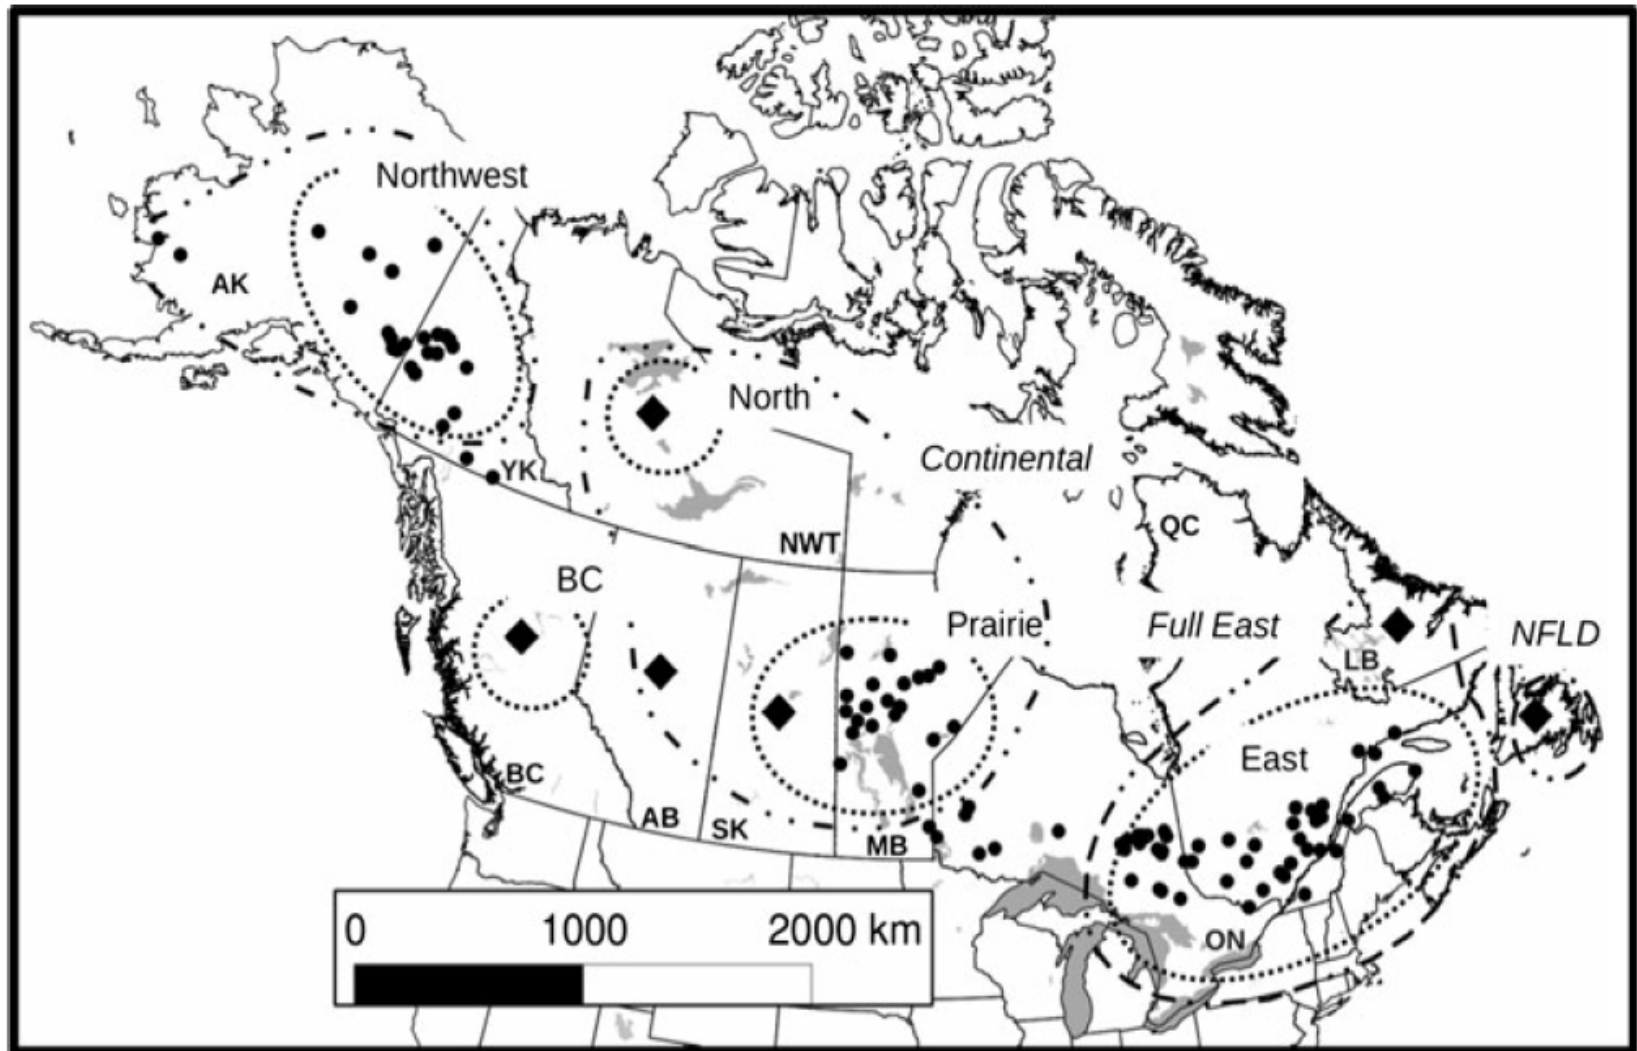 Northwest
AK
North
Continental
YK
QC
NWT
BC
Prairie
Full East
NFLD
LB
East
BC
AB
SK
MB
0 1000 2000 km
ON